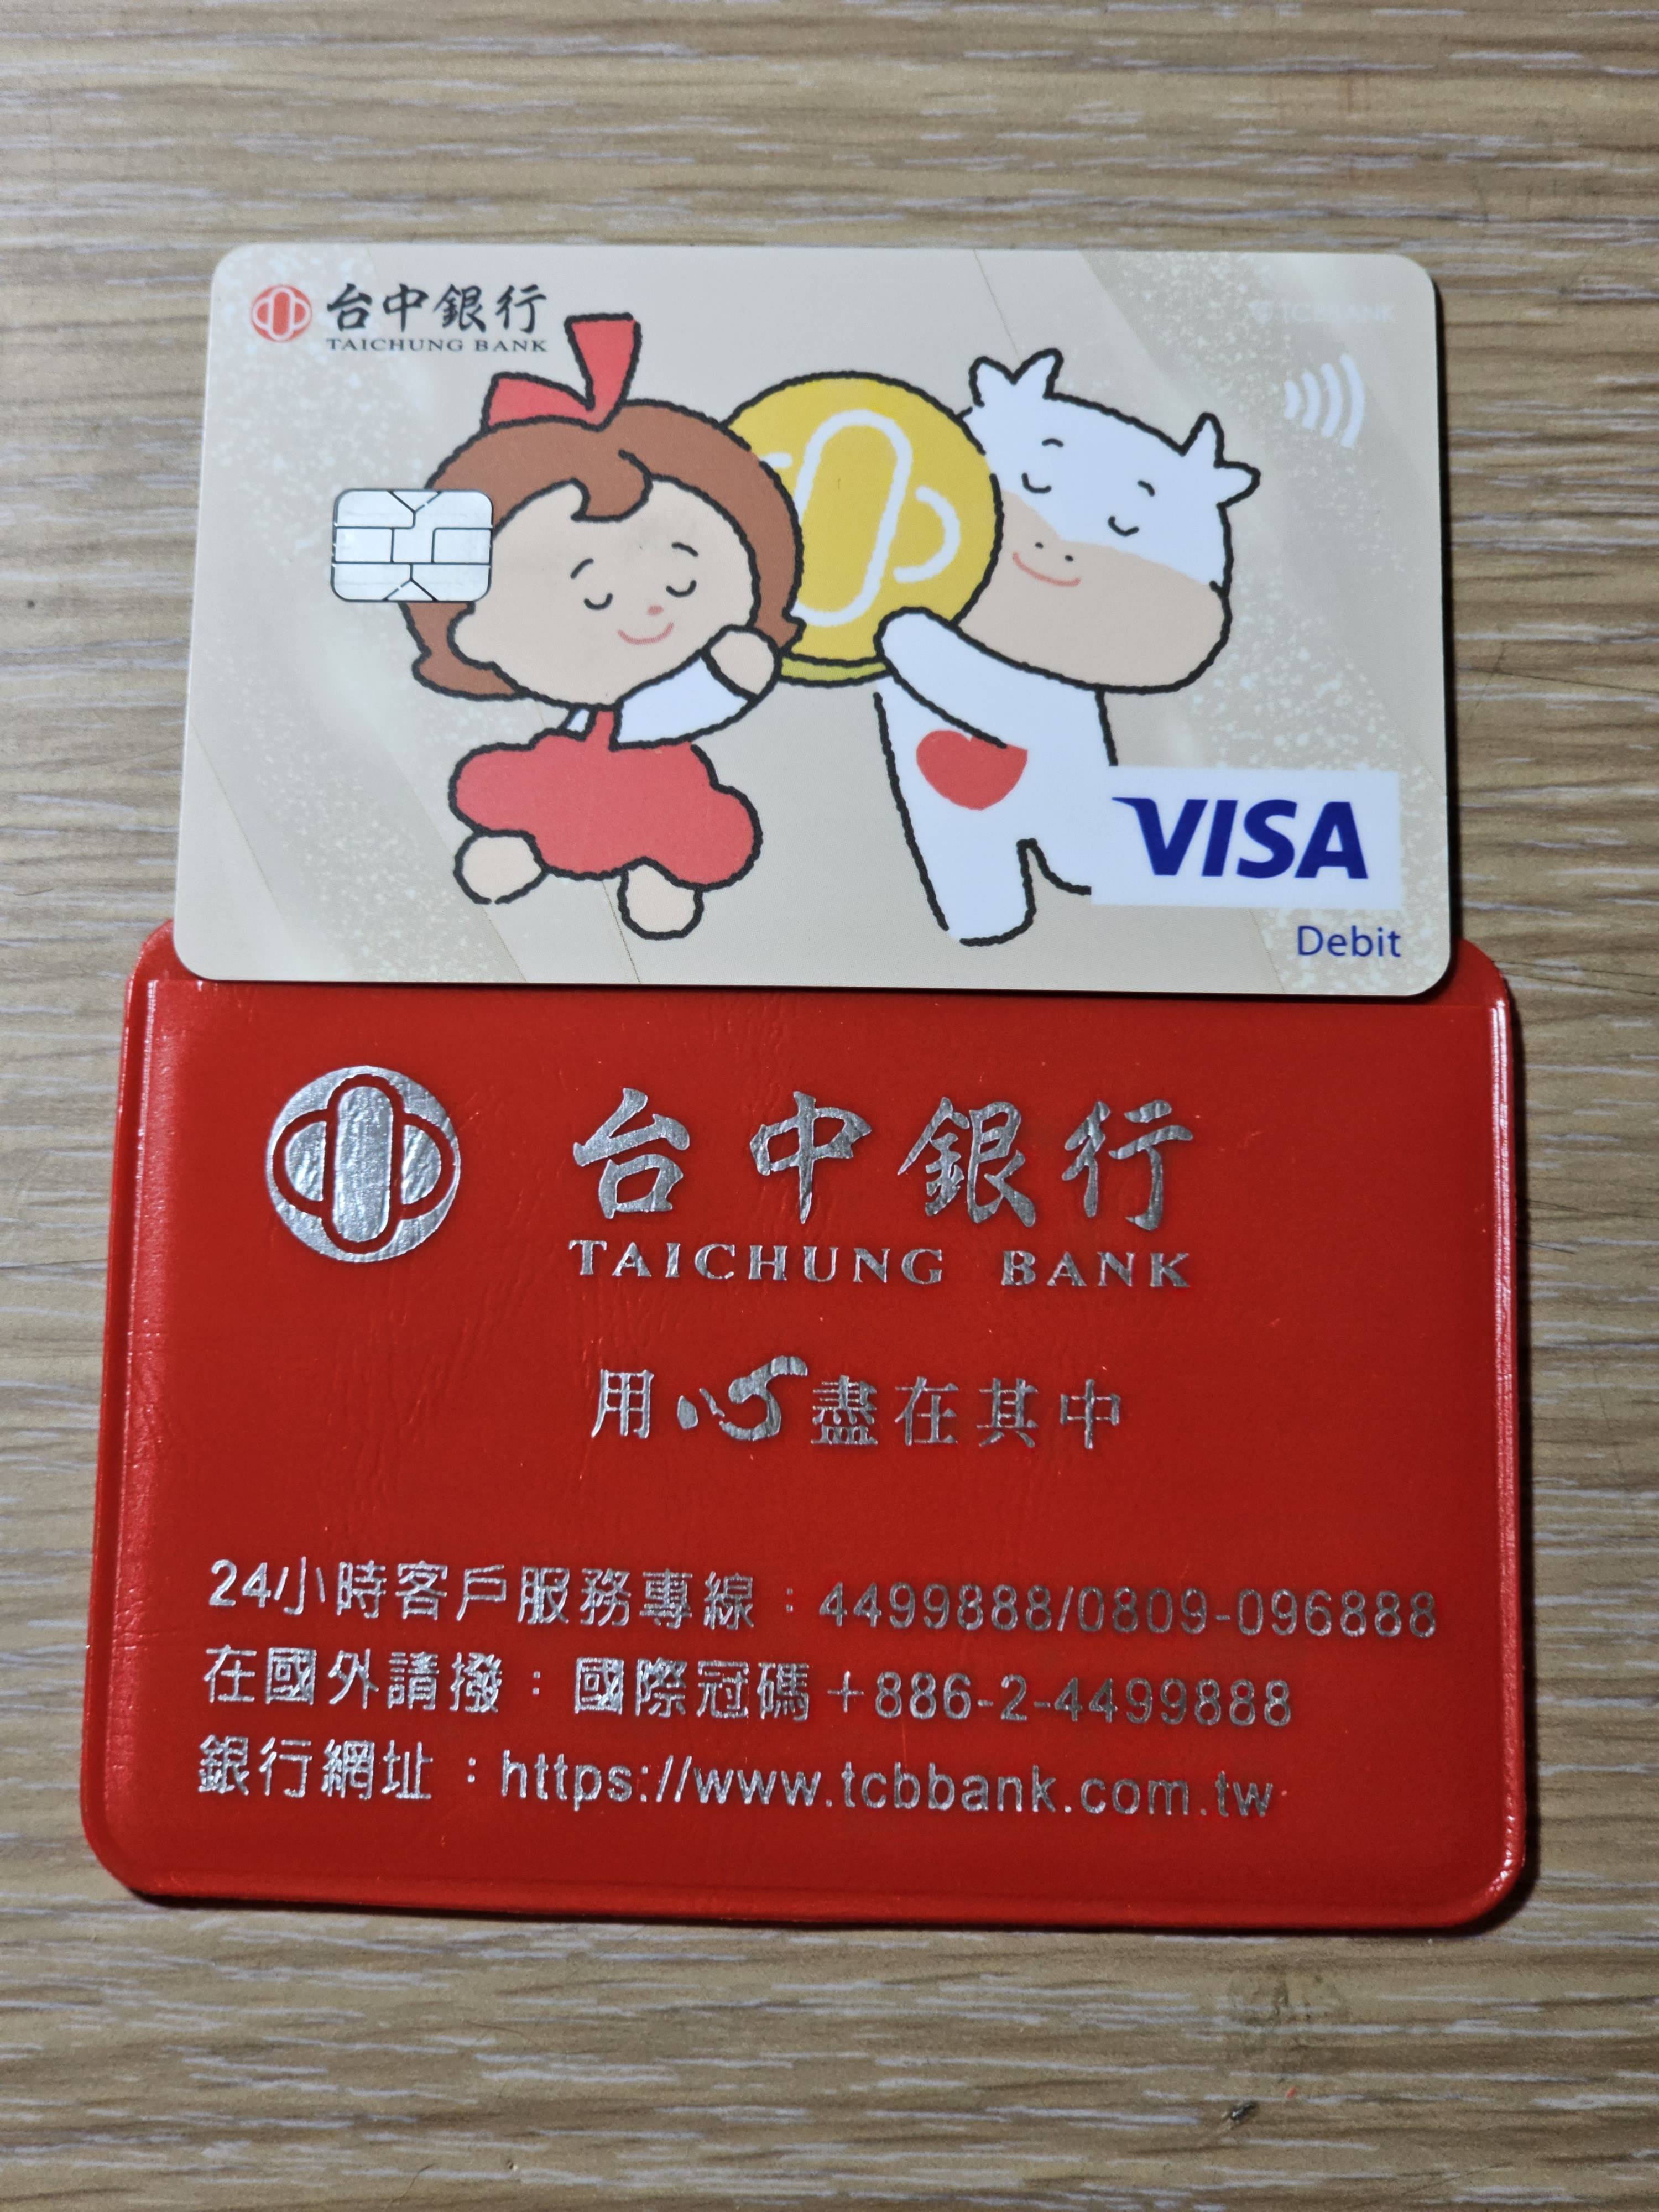 台中銀行
TAICHUNG BANK
VISA
Debit
台中銀行
TAICHUNG BANK
用心盡在其中
24小時客戶服務專線：4499888/0809-096888
在國外請撥：國際冠碼+886-2-4499888
銀行網址：https://www.tcbbank.com.tw